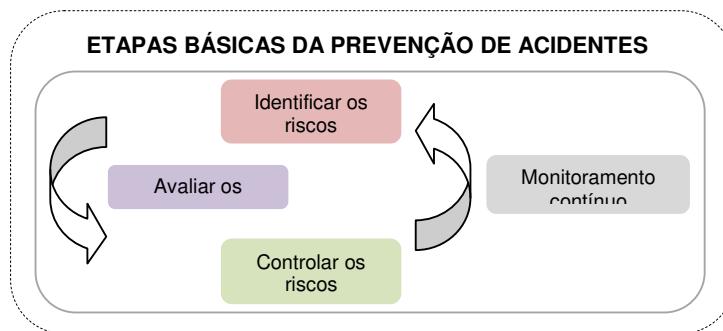 ETAPAS BÁSICAS DA PREVENÇÃO DE ACIDENTES
Identificar os
riscos
Avaliar os
Monitoramento
contínuo
Controlar os
riscos